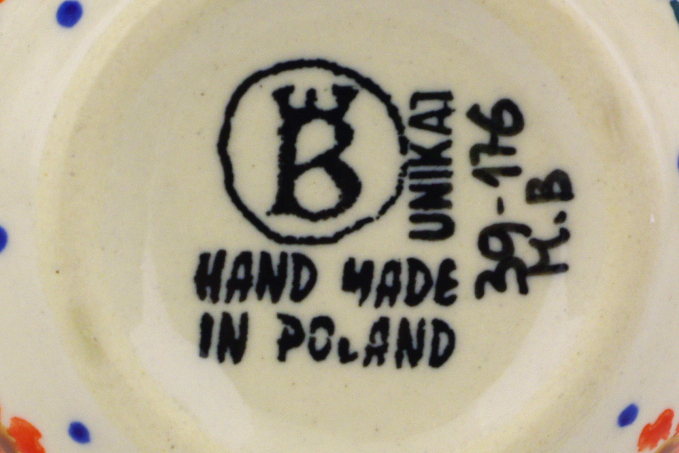 B
HAND MADE
IN POLAND
UNIKAT
39-176
K.B